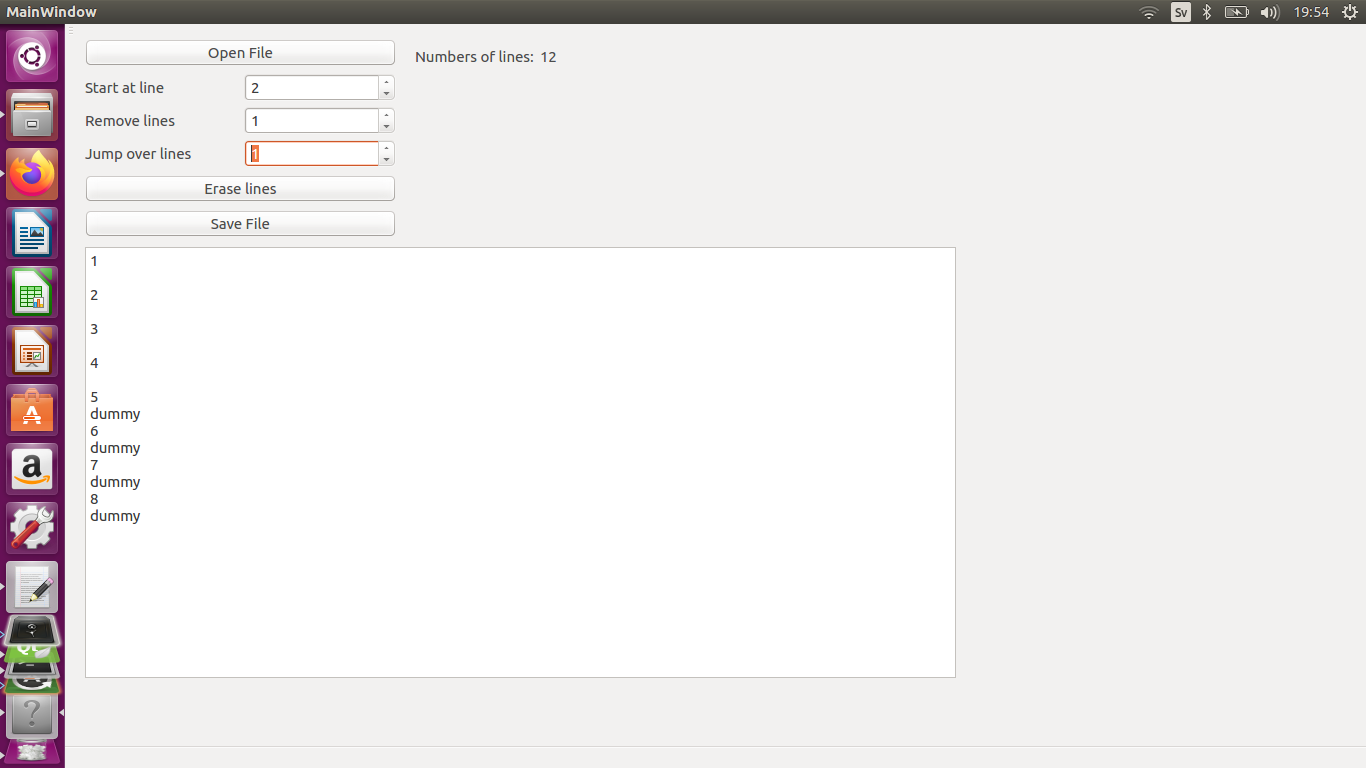 MainWindow
Sv
19:54
Open File
Numbers of lines: 12
Start at line
2
Remove lines
1
Jump over lines
1
Erase lines
Save File
1
2
3
4
5
dummy
6
dummy
7
dummy
8
dummy